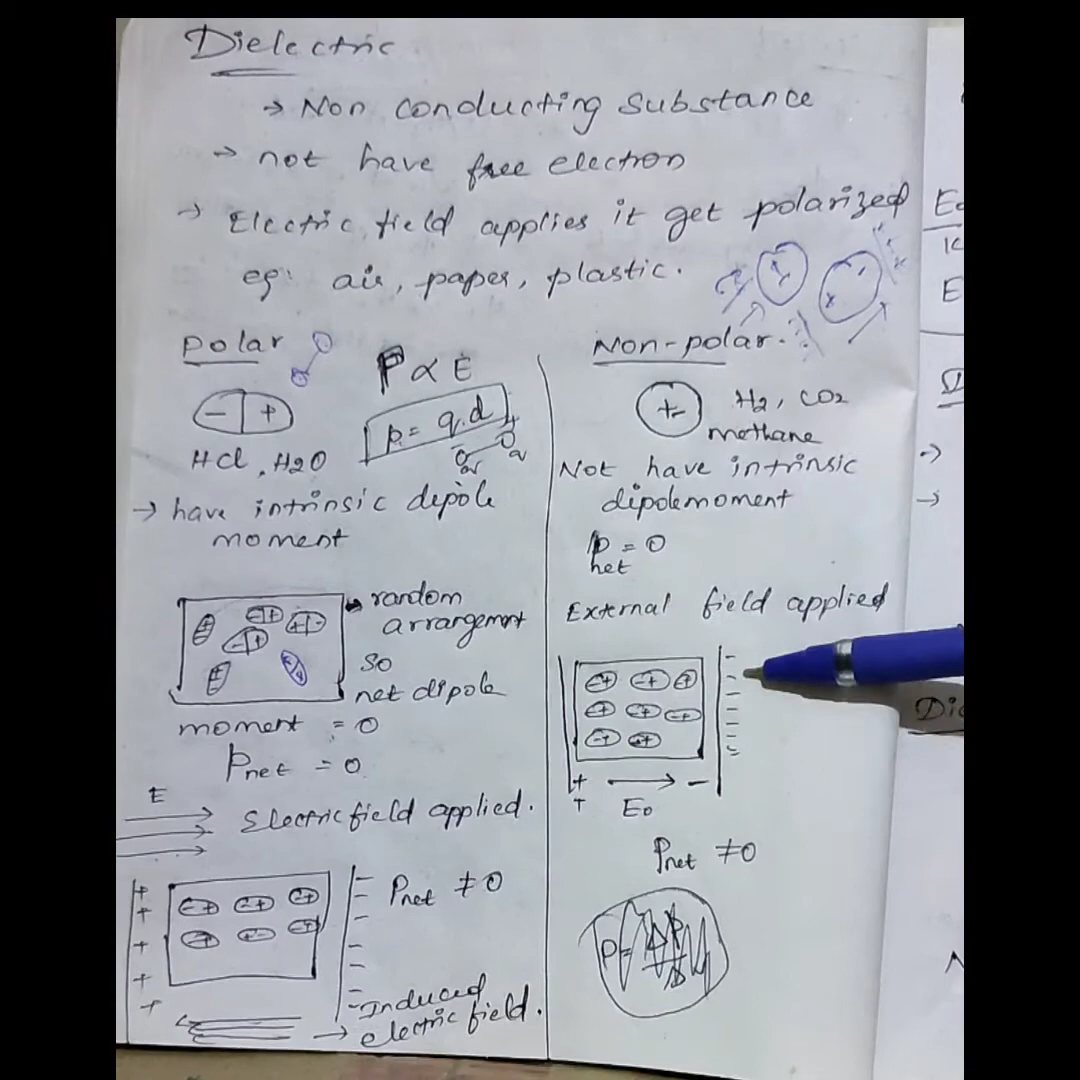 Dielectric
→ Non conducting substance
→ not have free electron
→ Electric field applies it get polarized
eg: air, paper, plastic.
Polar
P ∝ E
- +
p = q.d
HCl, H2O
→ have intrinsic dipole
moment
random
arrangement
so
net dipole
moment = 0
Pnet = 0
E
Electric field applied.
Pnet ≠ 0
Induced
→ electric field.
Non-polar.
+-
H2, CO2
methane
Not have intrinsic
dipolemoment
p = 0
net
External field applied
+ → -
+ E0
Pnet ≠ 0
E
Dic